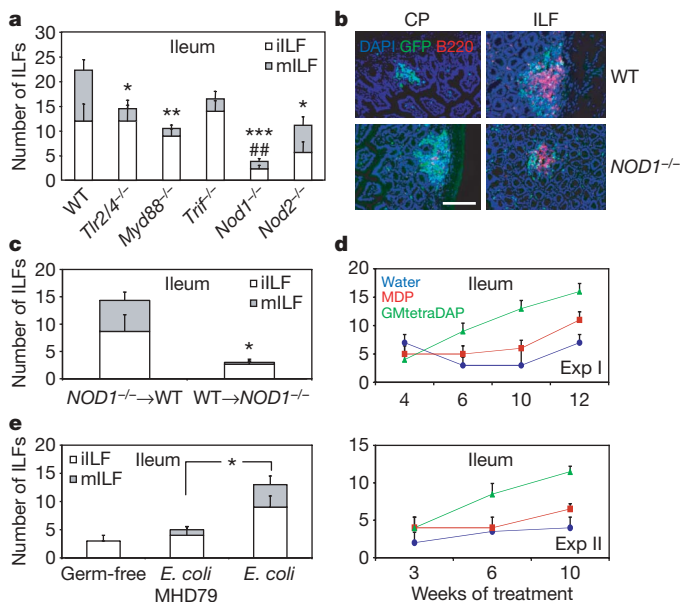 a
Ileum
Number of ILFs
30
25
20
15
10
5
0
iILF
mILF
*
**
***
##
*
WT
Tlr2/4–/–
Myd88–/–
Trif–/–
Nod1–/–
Nod2–/–
b
CP
ILF
DAPI GFP B220
WT
NOD1–/–
c
Ileum
Number of ILFs
20
15
10
5
0
iILF
mILF
*
NOD1–/–→WT
WT→NOD1–/–
d
Ileum
20
15
10
5
0
Water
MDP
GMtetraDAP
Exp I
4 6 10 12
e
Ileum
Number of ILFs
20
15
10
5
0
iILF
mILF
*
Germ-free
E. coli
MHD79
E. coli
Ileum
15
10
5
0
Exp II
3 6 10
Weeks of treatment